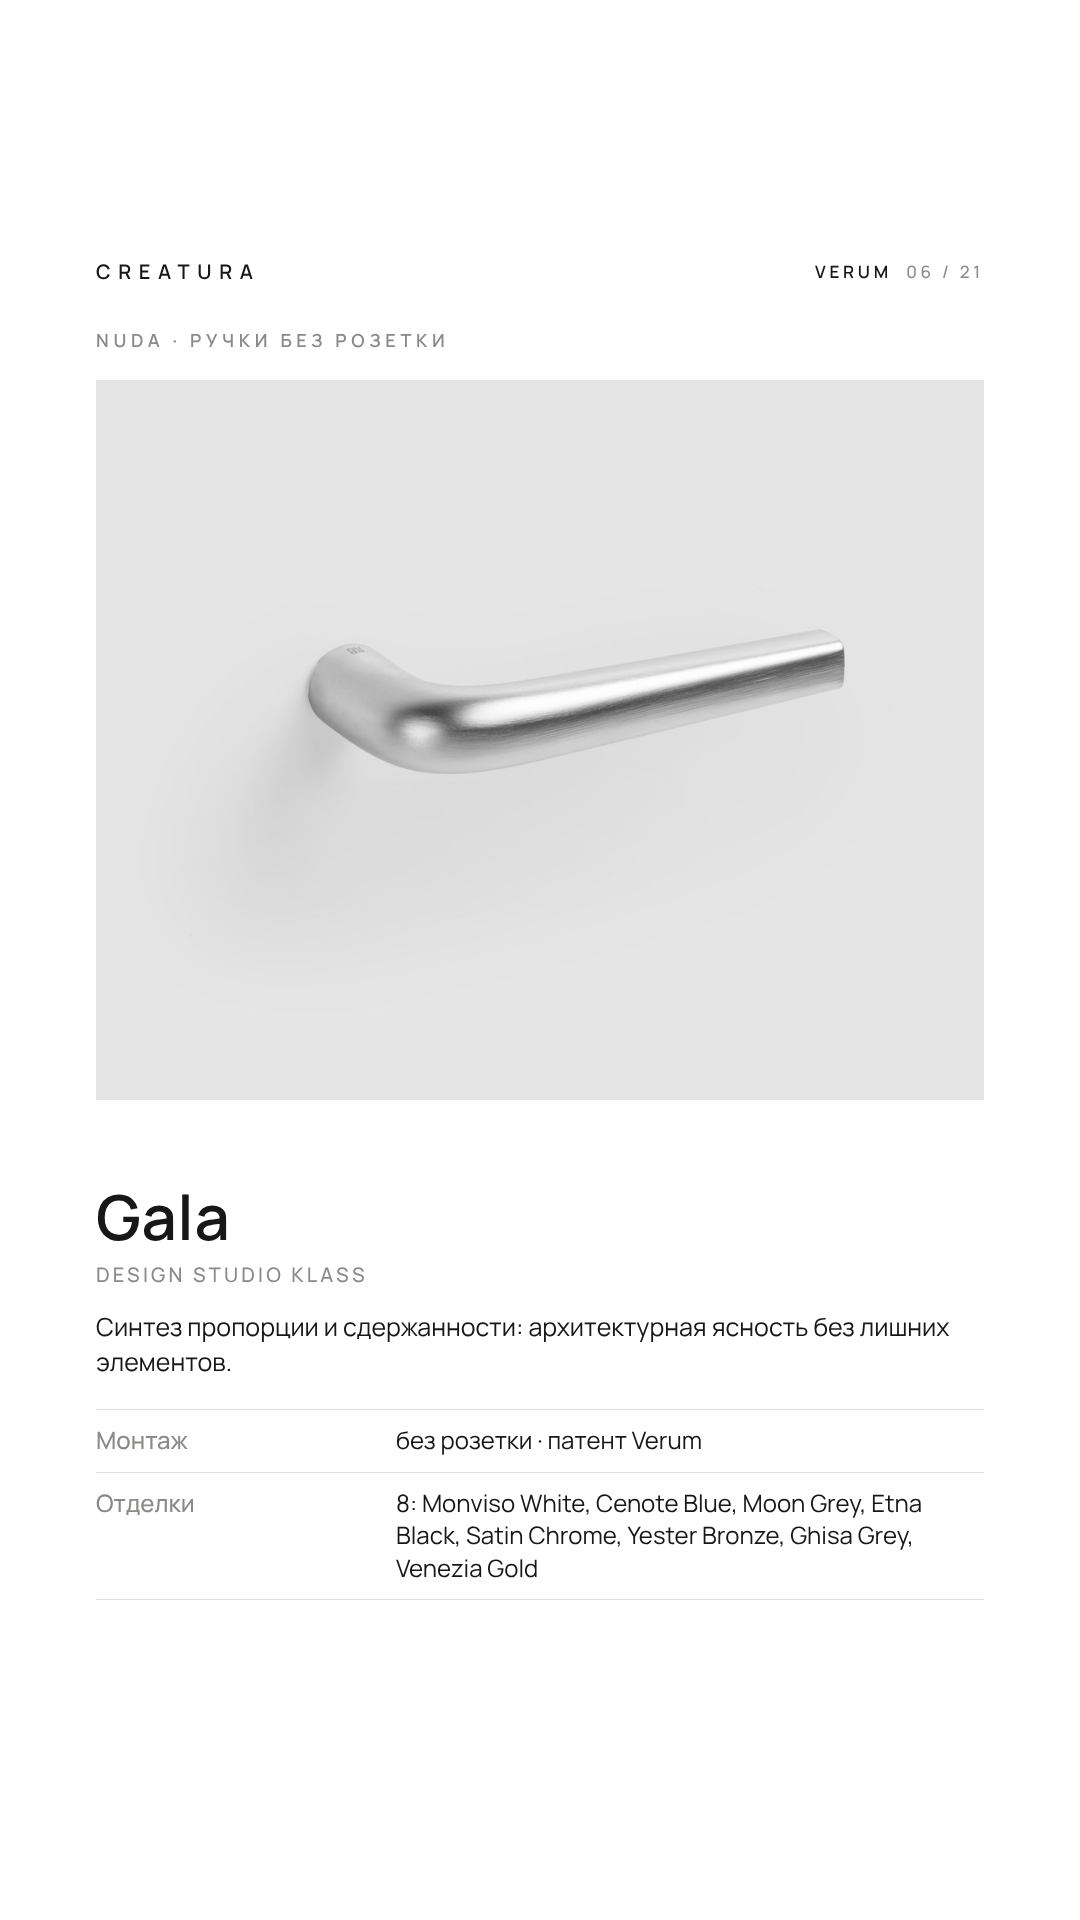 CREATURA
VERUM 06 / 21
NUDA · РУЧКИ БЕЗ РОЗЕТКИ
Gala
DESIGN STUDIO KLASS
Синтез пропорции и сдержанности: архитектурная ясность без лишних
элементов.
Монтаж
без розетки · патент Verum
Отделки
8: Monviso White, Cenote Blue, Moon Grey, Etna
Black, Satin Chrome, Yester Bronze, Ghisa Grey,
Venezia Gold